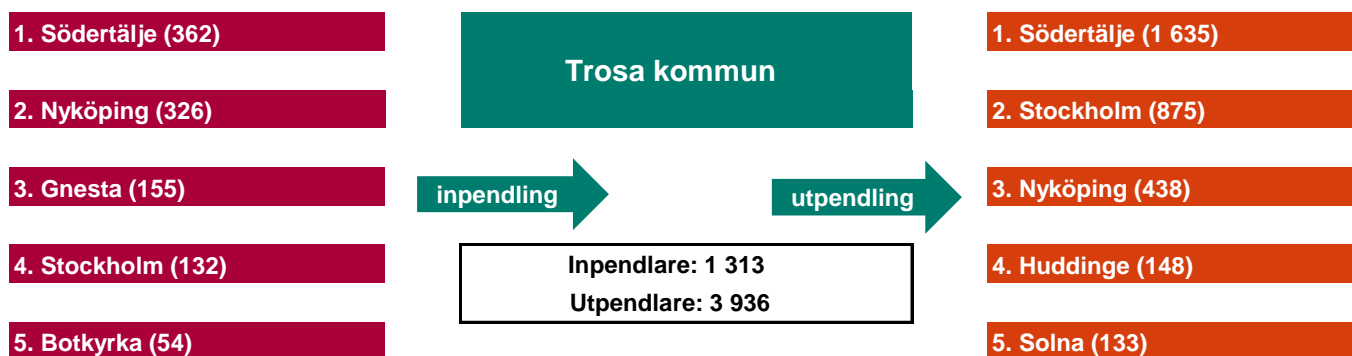 1. Södertälje (362)
2. Nyköping (326)
3. Gnesta (155)
4. Stockholm (132)
5. Botkyrka (54)
Trosa kommun
inpendling
utpendling
Inpendlare: 1 313
Utpendlare: 3 936
1. Södertälje (1 635)
2. Stockholm (875)
3. Nyköping (438)
4. Huddinge (148)
5. Solna (133)